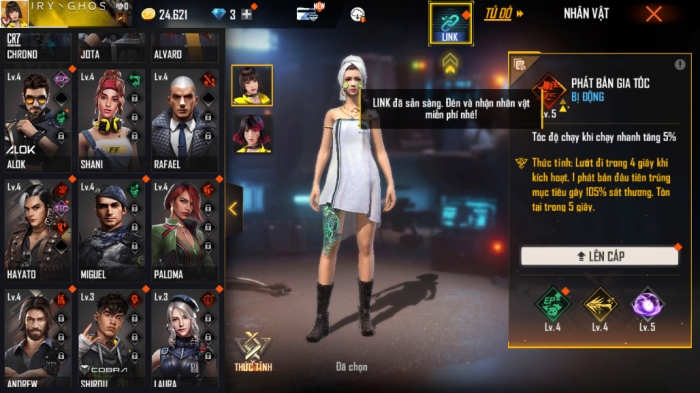 IRY GHOS
24.621
3
NEW
LINK
TỦ ĐỒ
NHÂN VẬT
CR7
CHRONO
JOTA
ALVARO
Lv.4
Lv.4
Lv.4
ALOK
ALOK
SHANI
RAFAEL
Lv.4
Lv.4
Lv.4
HAYATO
MIGUEL
PALOMA
Lv.4
Lv.3
Lv.3
COBRA
ANDREW
SHIROU
LAURA
LINK đã sẵn sàng. Đến và nhận nhân vật
miễn phí nhé!
THỨC TỈNH
Đã chọn
PHÁT BẮN GIA TỐC
BỊ ĐỘNG
Lv.5
Tốc độ chạy khi chạy nhanh tăng 5%
Thức tỉnh: Lướt đi trong 4 giây khi
kích hoạt. 1 phát bắn đầu tiên trúng
mục tiêu gây 105% sát thương. Tồn
tại trong 5 giây.
LÊN CẤP
EP
Lv.4
Lv.4
Lv.5